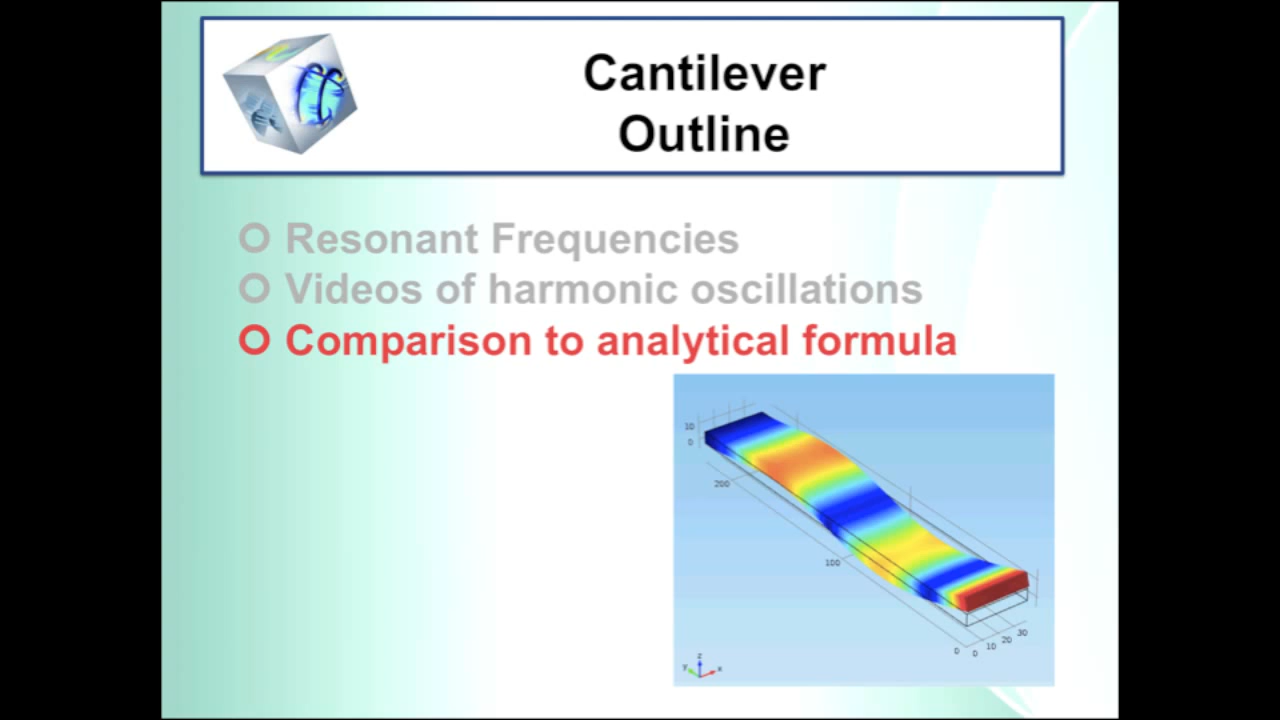 Cantilever
Outline
Resonant Frequencies
Videos of harmonic oscillations
Comparison to analytical formula
10
0
200
100
0
0 10 20 30
z
y x